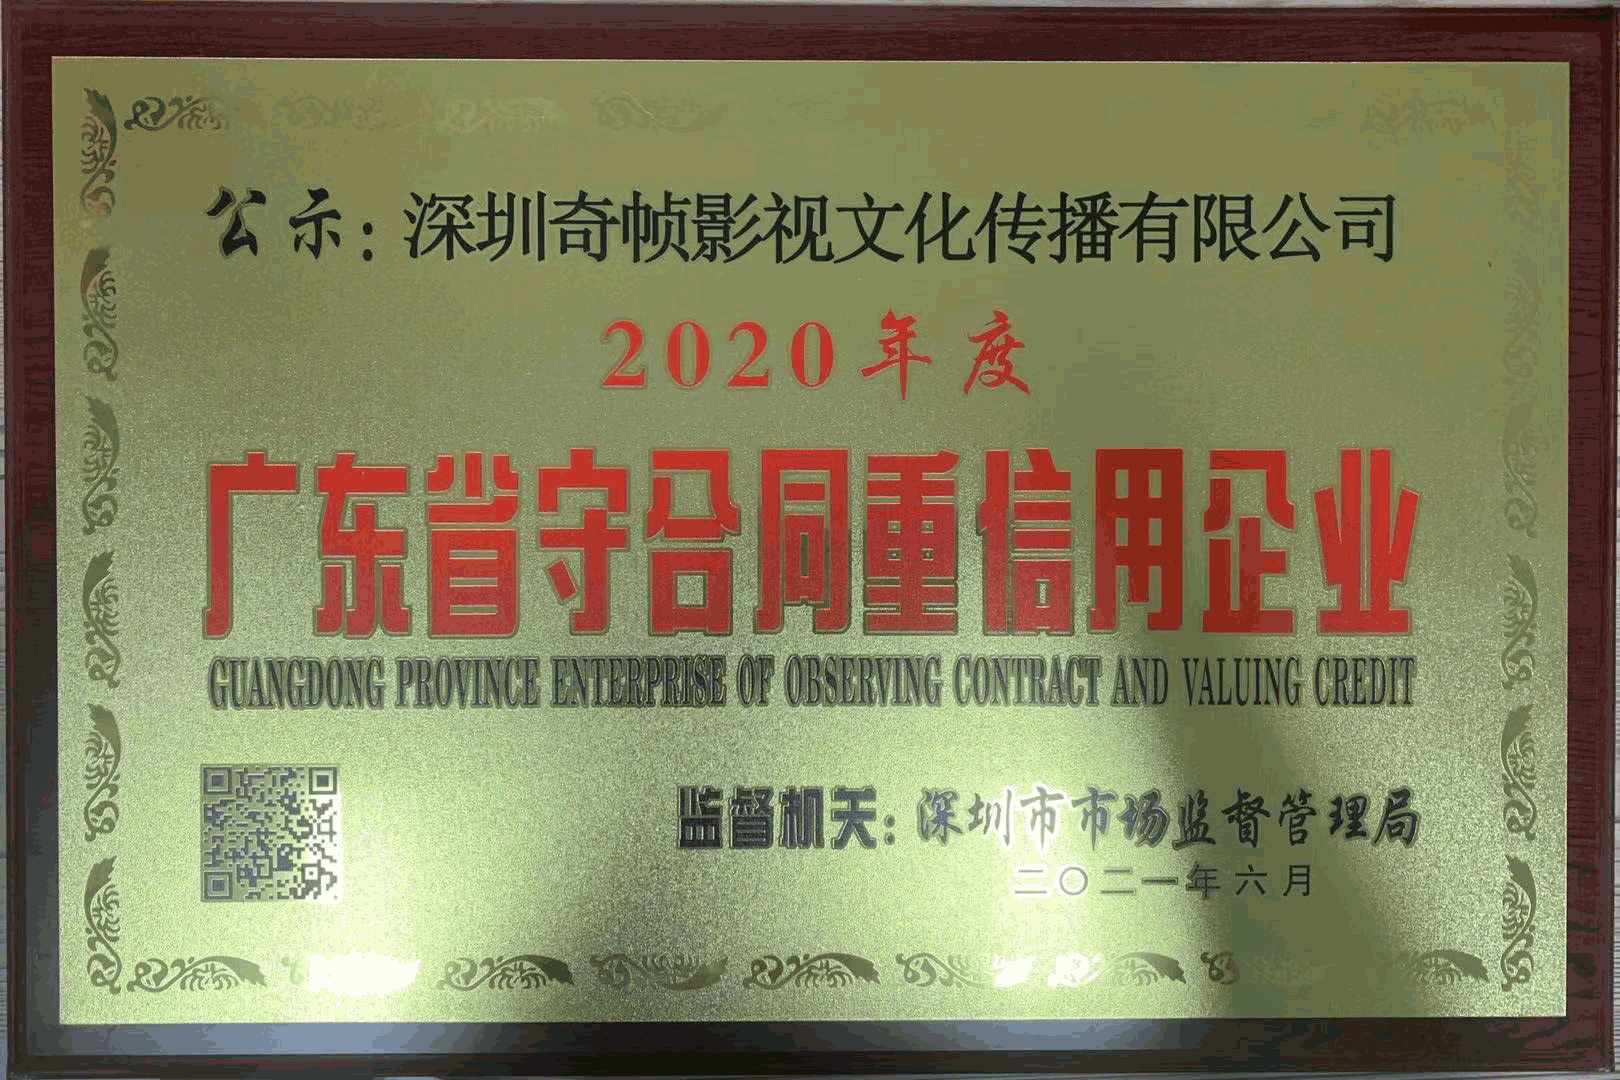 公示：深圳奇帧影视文化传播有限公司
2020年度
广东省守合同重信用企业
GUANGDONG PROVINCE ENTERPRISE OF OBSERVING CONTRACT AND VALUING CREDIT
监督机关：深圳市市场监督管理局
二〇二一年六月